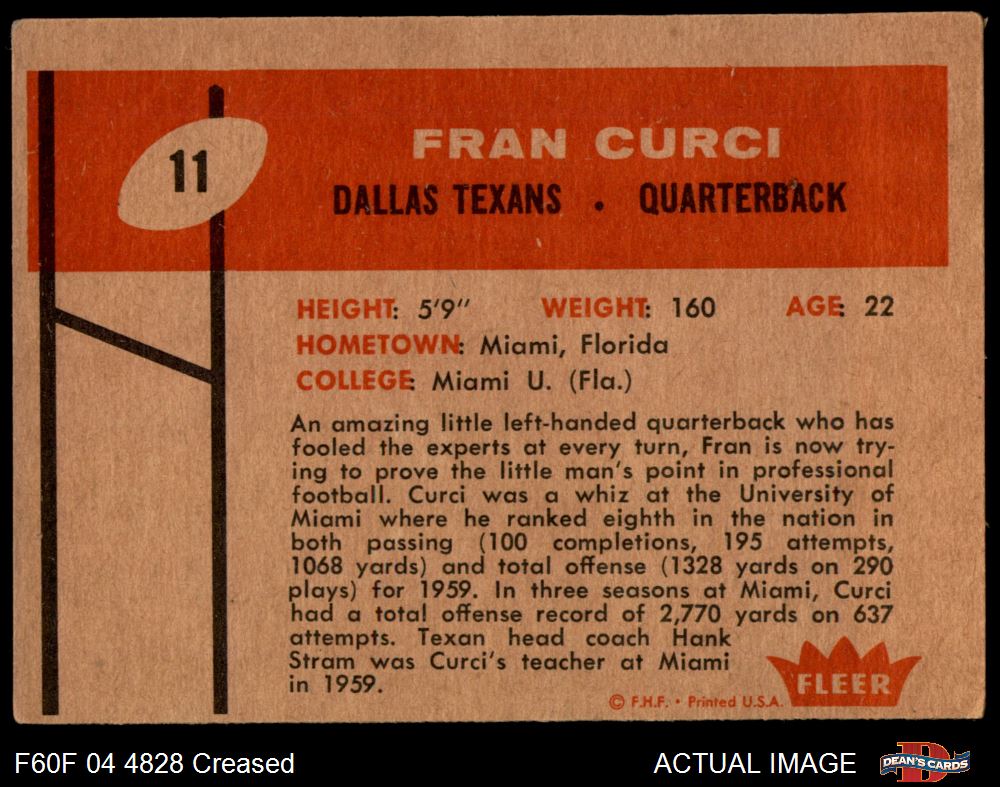 11
FRAN CURCI
DALLAS TEXANS • QUARTERBACK
HEIGHT: 5'9" WEIGHT: 160 AGE: 22
HOMETOWN: Miami, Florida
COLLEGE: Miami U. (Fla.)
An amazing little left-handed quarterback who has
fooled the experts at every turn, Fran is now try-
ing to prove the little man's point in professional
football. Curci was a whiz at the University of
Miami where he ranked eighth in the nation in
both passing (100 completions, 195 attempts,
1068 yards) and total offense (1328 yards on 290
plays) for 1959. In three seasons at Miami, Curci
had a total offense record of 2,770 yards on 637
attempts. Texan head coach Hank
Stram was Curci's teacher at Miami
in 1959.
FLEER
© F.H.F. • Printed U.S.A.
F60F 04 4828 Creased
ACTUAL IMAGE
D
DEAN'S CARDS